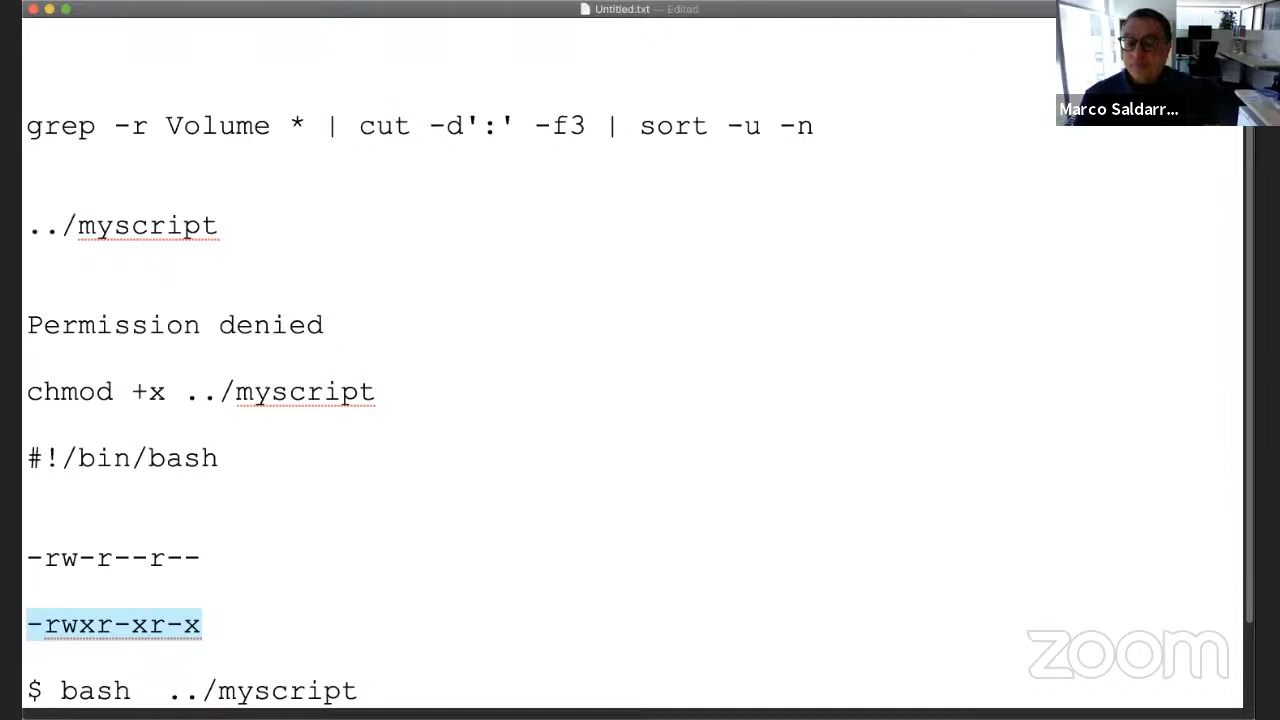 Untitled.txt — Edited
Marco Saldarr...
grep -r Volume * | cut -d':' -f3 | sort -u -n
../myscript
Permission denied
chmod +x ../myscript
#!/bin/bash
-rw-r--r--
-rwxr-xr-x
$ bash  ../myscript
zoom